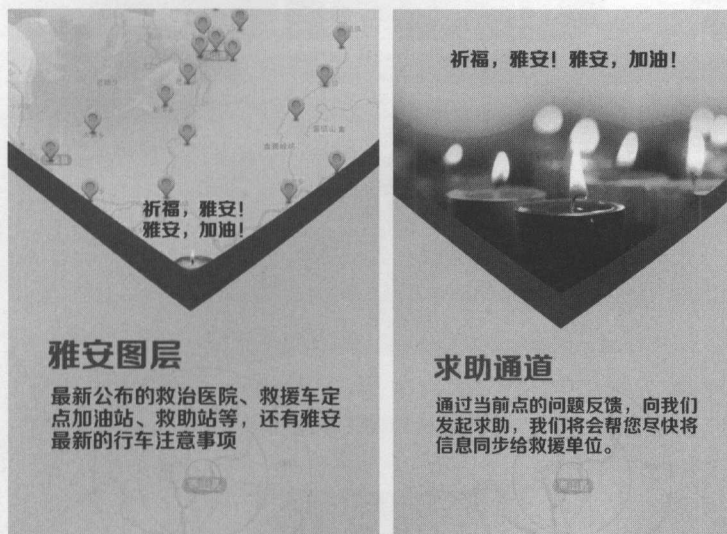 祈福，雅安！
雅安，加油！
雅安图层
最新公布的救治医院、救援车定
点加油站、救助站等，还有雅安
最新的行车注意事项
祈福，雅安！雅安，加油！
求助通道
通过当前点的问题反馈，向我们
发起求助，我们将会帮您尽快将
信息同步给救援单位。